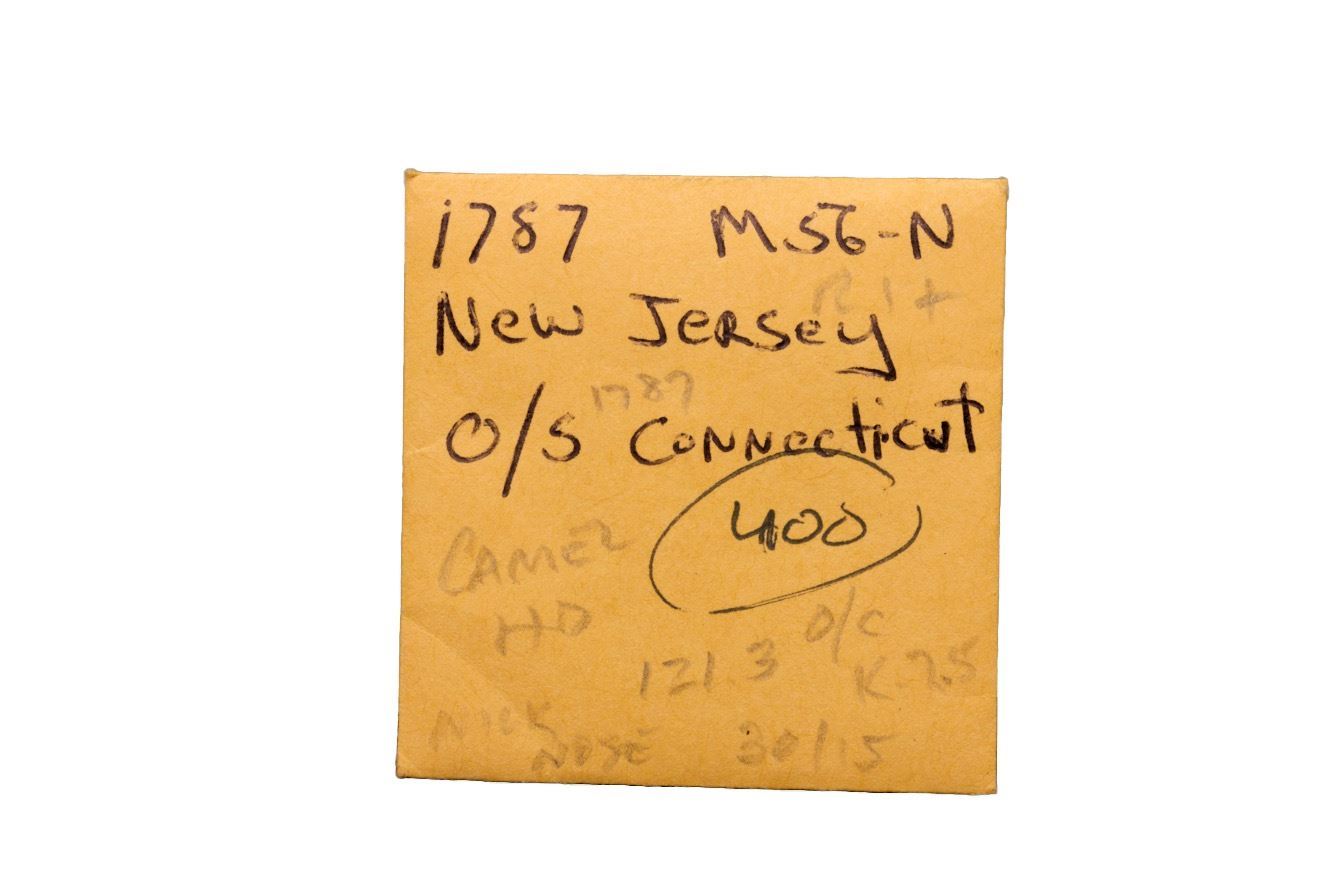 1787 M56-N
R1+
New Jersey
1787
O/S Connecticut
400
CAMEL
HD
O/C
121.3
K.25
NICK
NOSE 30/15